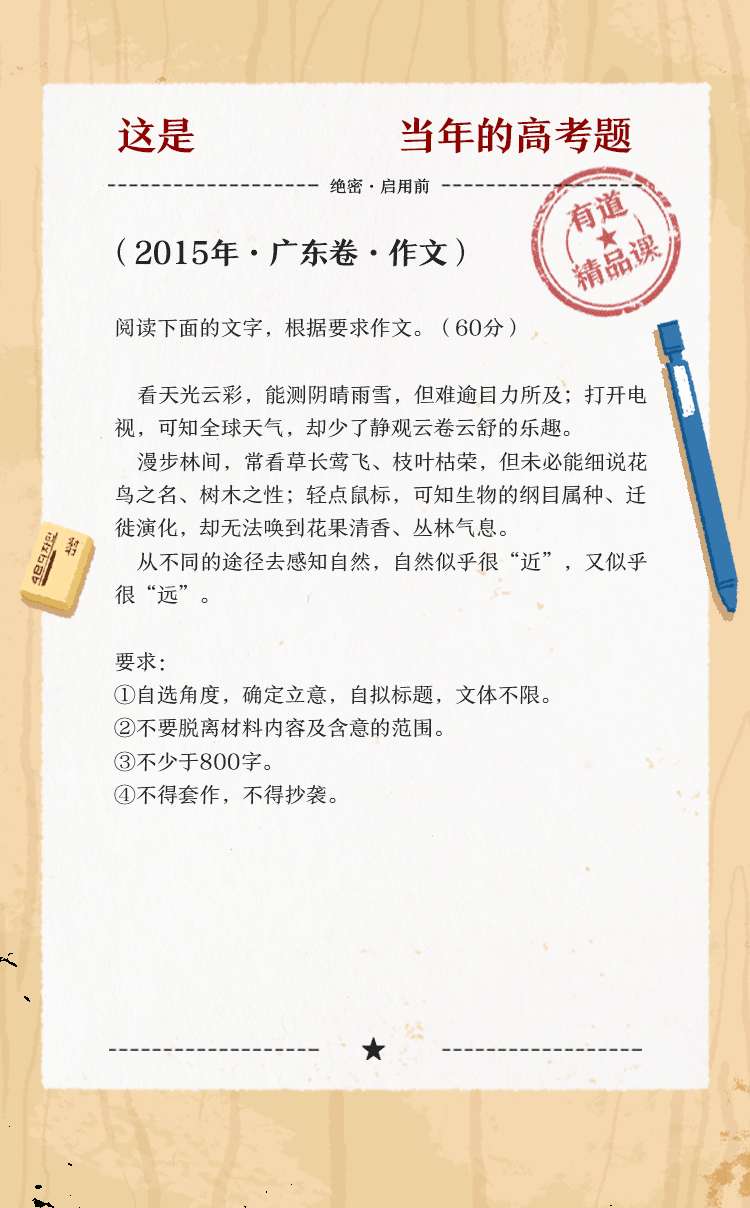 这是 当年的高考题
绝密·启用前
有道
精品课
（2015年·广东卷·作文）
阅读下面的文字，根据要求作文。（60分）
看天光云彩，能测阴晴雨雪，但难逾目力所及；打开电
视，可知全球天气，却少了静观云卷云舒的乐趣。
漫步林间，常看草长莺飞、枝叶枯荣，但未必能细说花
鸟之名、树木之性；轻点鼠标，可知生物的纲目属种、迁
徙演化，却无法唤到花果清香、丛林气息。
从不同的途径去感知自然，自然似乎很“近”，又似乎
很“远”。
要求：
①自选角度，确定立意，自拟标题，文体不限。
②不要脱离材料内容及含意的范围。
③不少于800字。
④不得套作，不得抄袭。